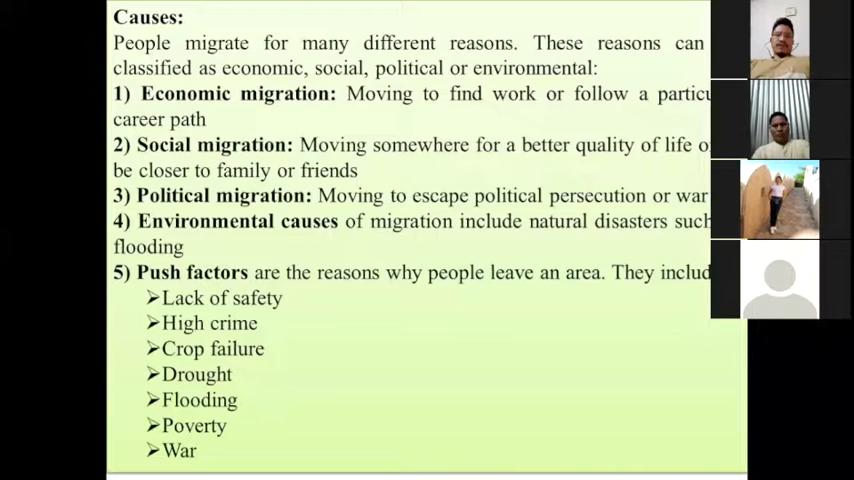 Causes:
People migrate for many different reasons. These reasons can
classified as economic, social, political or environmental:
1) Economic migration: Moving to find work or follow a
career path
2) Social migration: Moving somewhere for a better quality of life
be closer to family or friends
3) Political migration: Moving to escape political persecution or war
4) Environmental causes of migration include natural disasters such
flooding
5) Push factors are the reasons why people leave an area. They
➢Lack of safety
➢High crime
➢Crop failure
➢Drought
➢Flooding
➢Poverty
➢War